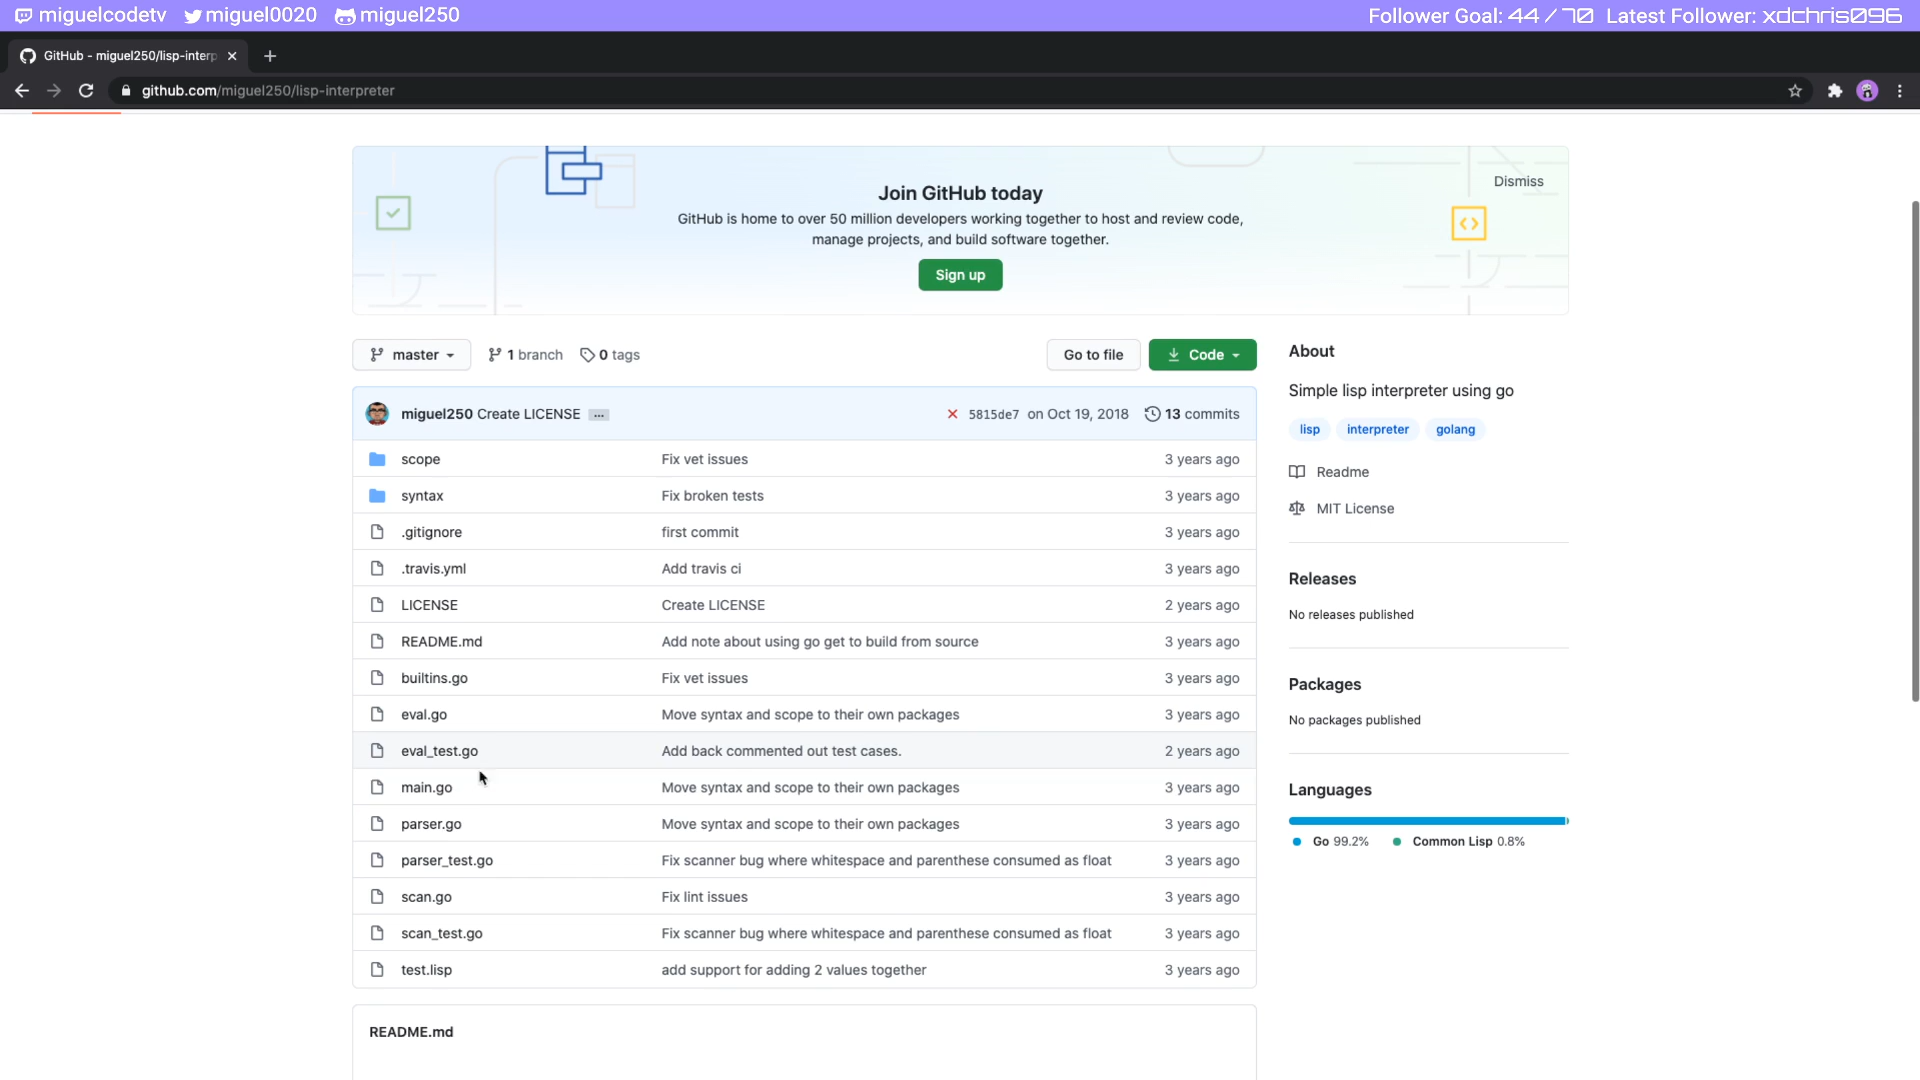 miguelcodetv miguel0020 miguel250 Follower Goal: 44 / 70 Latest Follower: xdchris096
GitHub - miguel250/lisp-interp
github.com/miguel250/lisp-interpreter
Join GitHub today
Dismiss
GitHub is home to over 50 million developers working together to host and review code,
manage projects, and build software together.
Sign up
master 1 branch 0 tags Go to file Code
miguel250 Create LICENSE ... 5815de7 on Oct 19, 2018 13 commits
scope Fix vet issues 3 years ago
syntax Fix broken tests 3 years ago
.gitignore first commit 3 years ago
.travis.yml Add travis ci 3 years ago
LICENSE Create LICENSE 2 years ago
README.md Add note about using go get to build from source 3 years ago
builtins.go Fix vet issues 3 years ago
eval.go Move syntax and scope to their own packages 3 years ago
eval_test.go Add back commented out test cases. 2 years ago
main.go Move syntax and scope to their own packages 3 years ago
parser.go Move syntax and scope to their own packages 3 years ago
parser_test.go Fix scanner bug where whitespace and parenthese consumed as float 3 years ago
scan.go Fix lint issues 3 years ago
scan_test.go Fix scanner bug where whitespace and parenthese consumed as float 3 years ago
test.lisp add support for adding 2 values together 3 years ago
README.md
About
Simple lisp interpreter using go
lisp interpreter golang
Readme
MIT License
Releases
No releases published
Packages
No packages published
Languages
Go 99.2% Common Lisp 0.8%